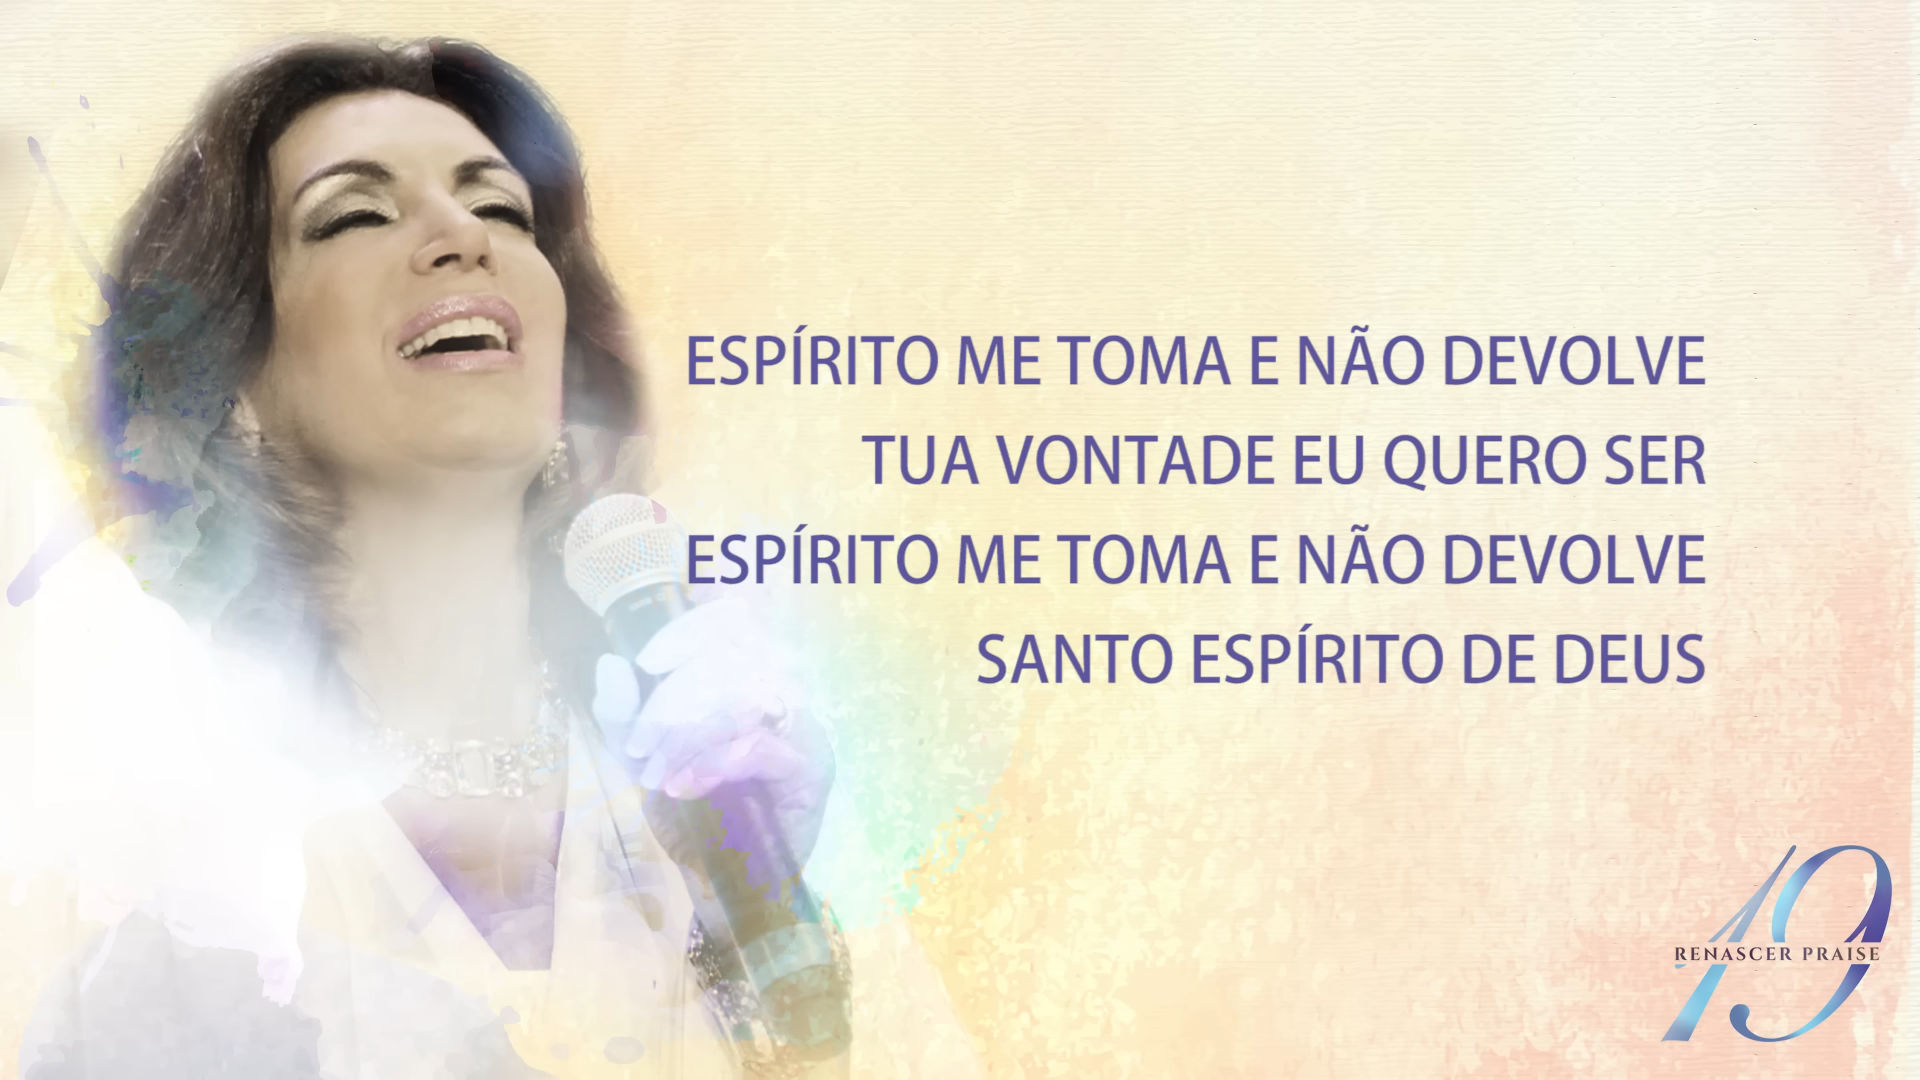 ESPÍRITO ME TOMA E NÃO DEVOLVE
TUA VONTADE EU QUERO SER
ESPÍRITO ME TOMA E NÃO DEVOLVE
SANTO ESPÍRITO DE DEUS
19
RENASCER PRAISE